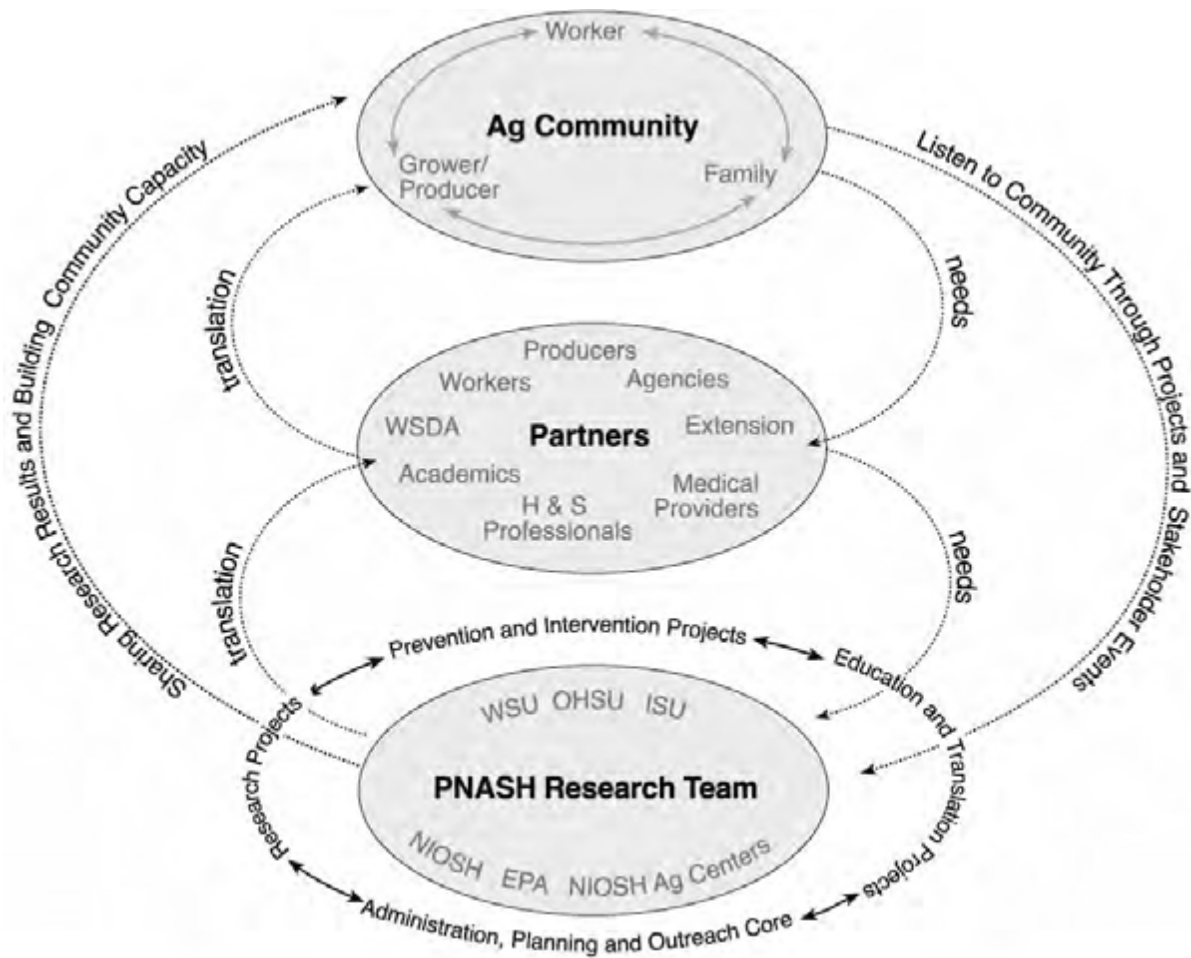 Worker
Ag Community
Grower/
Producer
Family
Sharing Research Results and Building Community Capacity
Listen to Community Through Projects and Stakeholder Events
translation
needs
Producers
Workers
Agencies
WSDA
Partners
Extension
Academics
Medical
Providers
H & S
Professionals
translation
needs
Prevention and Intervention Projects
Research Projects
Education and Translation Projects
WSU OHSU ISU
PNASH Research Team
NIOSH EPA NIOSH Ag Centers
Administration, Planning and Outreach Core